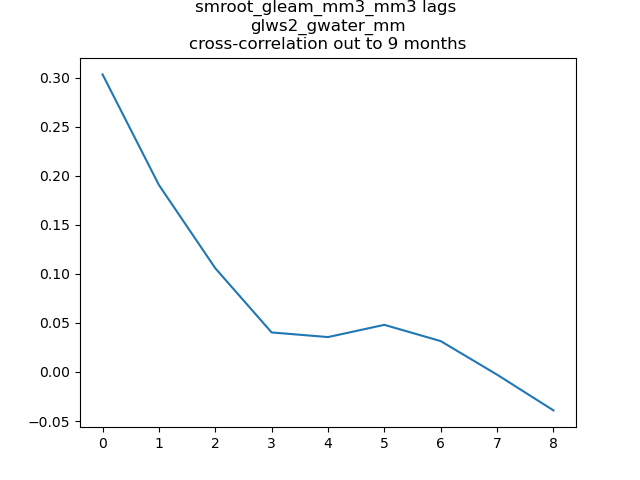 smroot_gleam_mm3_mm3 lags
glws2_gwater_mm
cross-correlation out to 9 months
0.30
0.25
0.20
0.15
0.10
0.05
0.00
−0.05
0 1 2 3 4 5 6 7 8